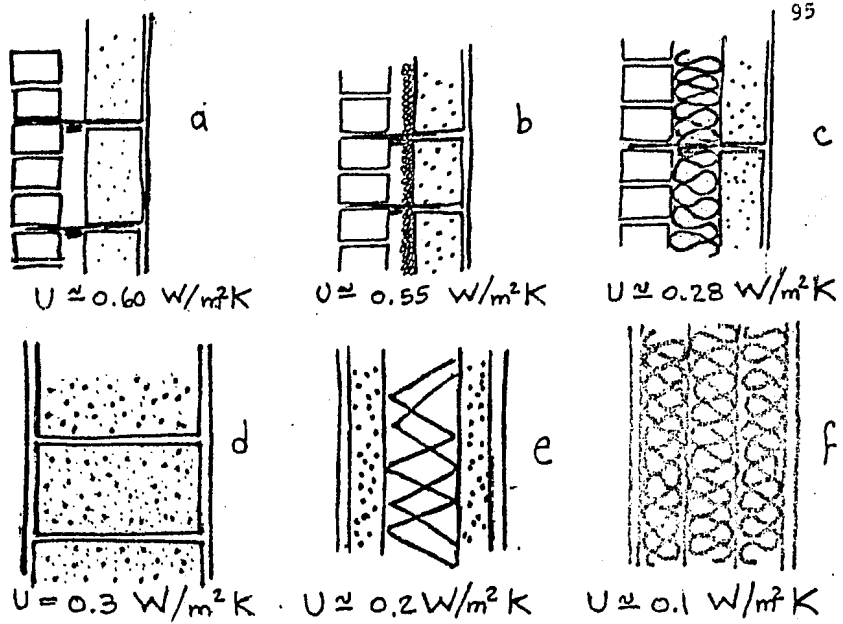 95
a
b
c
U ≃ 0.60 W/m²K
U ≃ 0.55 W/m²K
U ≃ 0.28 W/m²K
d
e
f
U = 0.3 W/m²K
U ≃ 0.2 W/m²K
U ≃ 0.1 W/m²K